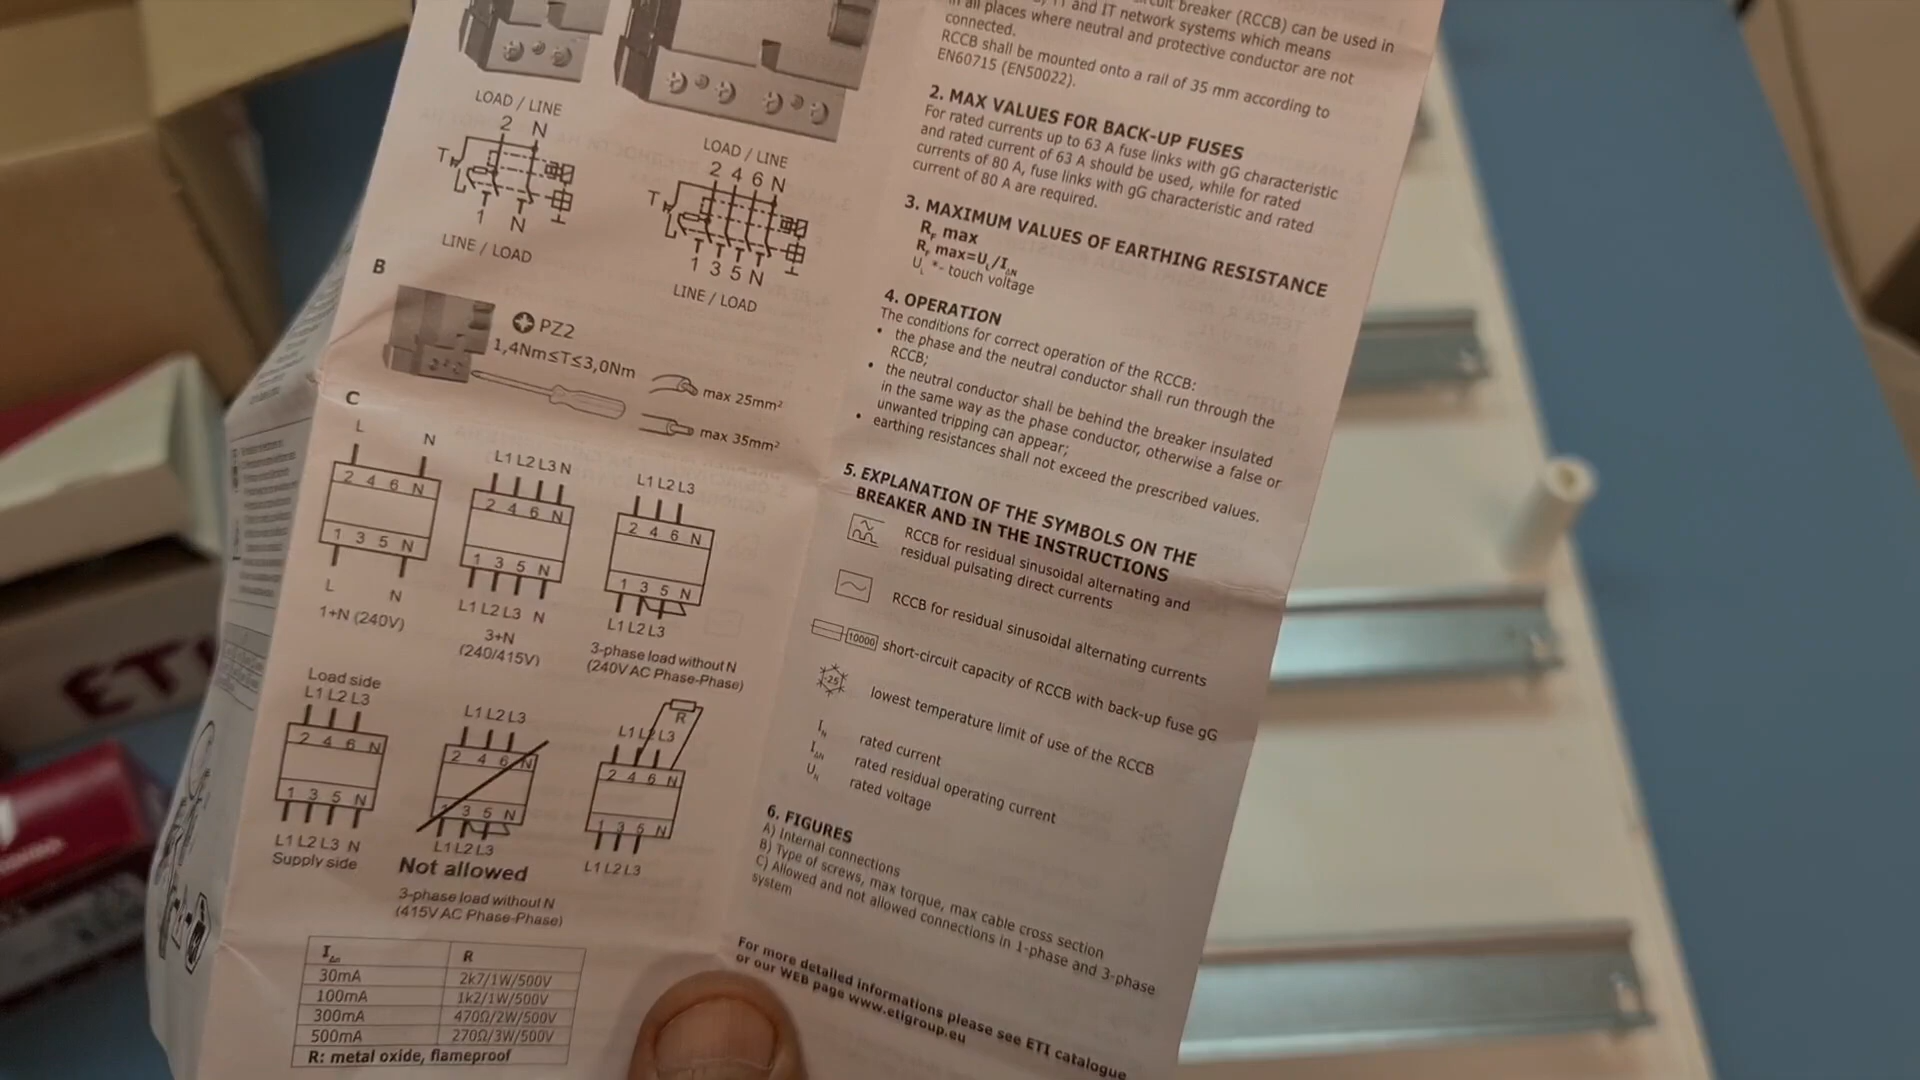 LOAD / LINE
2 N
T
1 N
LINE / LOAD
LOAD / LINE
2 4 6 N
T
1 3 5 N
LINE / LOAD
B
PZ2
1,4Nm≤T≤3,0Nm
max 25mm²
max 35mm²
C
L N
2 4 6 N
1 3 5 N
L N
1+N (240V)
L1 L2 L3 N
2 4 6 N
1 3 5 N
L1 L2 L3 N
3+N
(240/415V)
L1 L2 L3
2 4 6 N
1 3 5 N
L1 L2 L3
3-phase load without N
(240V AC Phase-Phase)
Load side
L1 L2 L3
2 4 6 N
1 3 5 N
L1 L2 L3 N
Supply side
L1 L2 L3
2 4 6 N
3 5 N
L1 L2 L3
Not allowed
3-phase load without N
(415V AC Phase-Phase)
R
L1 L2 L3
2 4 6 N
1 3 5 N
L1 L2 L3
IΔn R
30mA 2k7/1W/500V
100mA 1k2/1W/500V
300mA 470Ω/2W/500V
500mA 270Ω/3W/500V
R: metal oxide, flameproof
breaker (RCCB) can be used in
and IT network systems which means
all places where neutral and protective conductor are not
connected.
RCCB shall be mounted onto a rail of 35 mm according to
EN60715 (EN50022).
2. MAX VALUES FOR BACK-UP FUSES
For rated currents up to 63 A fuse links with gG characteristic
and rated current of 63 A should be used, while for rated
currents of 80 A, fuse links with gG characteristic and rated
current of 80 A are required.
3. MAXIMUM VALUES OF EARTHING RESISTANCE
max
max=UL/IΔN
UL *- touch voltage
4. OPERATION
The conditions for correct operation of the RCCB:
• the phase and the neutral conductor shall run through the
RCCB;
• the neutral conductor shall be behind the breaker insulated
in the same way as the phase conductor, otherwise a false or
unwanted tripping can appear;
• earthing resistances shall not exceed the prescribed values.
5. EXPLANATION OF THE SYMBOLS ON THE
BREAKER AND IN THE INSTRUCTIONS
RCCB for residual sinusoidal alternating and
residual pulsating direct currents
RCCB for residual sinusoidal alternating currents
10000 short-circuit capacity of RCCB with back-up fuse gG
-25 lowest temperature limit of use of the RCCB
IN rated current
IΔN rated residual operating current
UN rated voltage
6. FIGURES
A) Internal connections
B) Type of screws, max torque, max cable cross section
C) Allowed and not allowed connections in 1-phase and 3-phase
system
For more detailed informations please see ETI catalogue
or our WEB page www.etigroup.eu
ETI